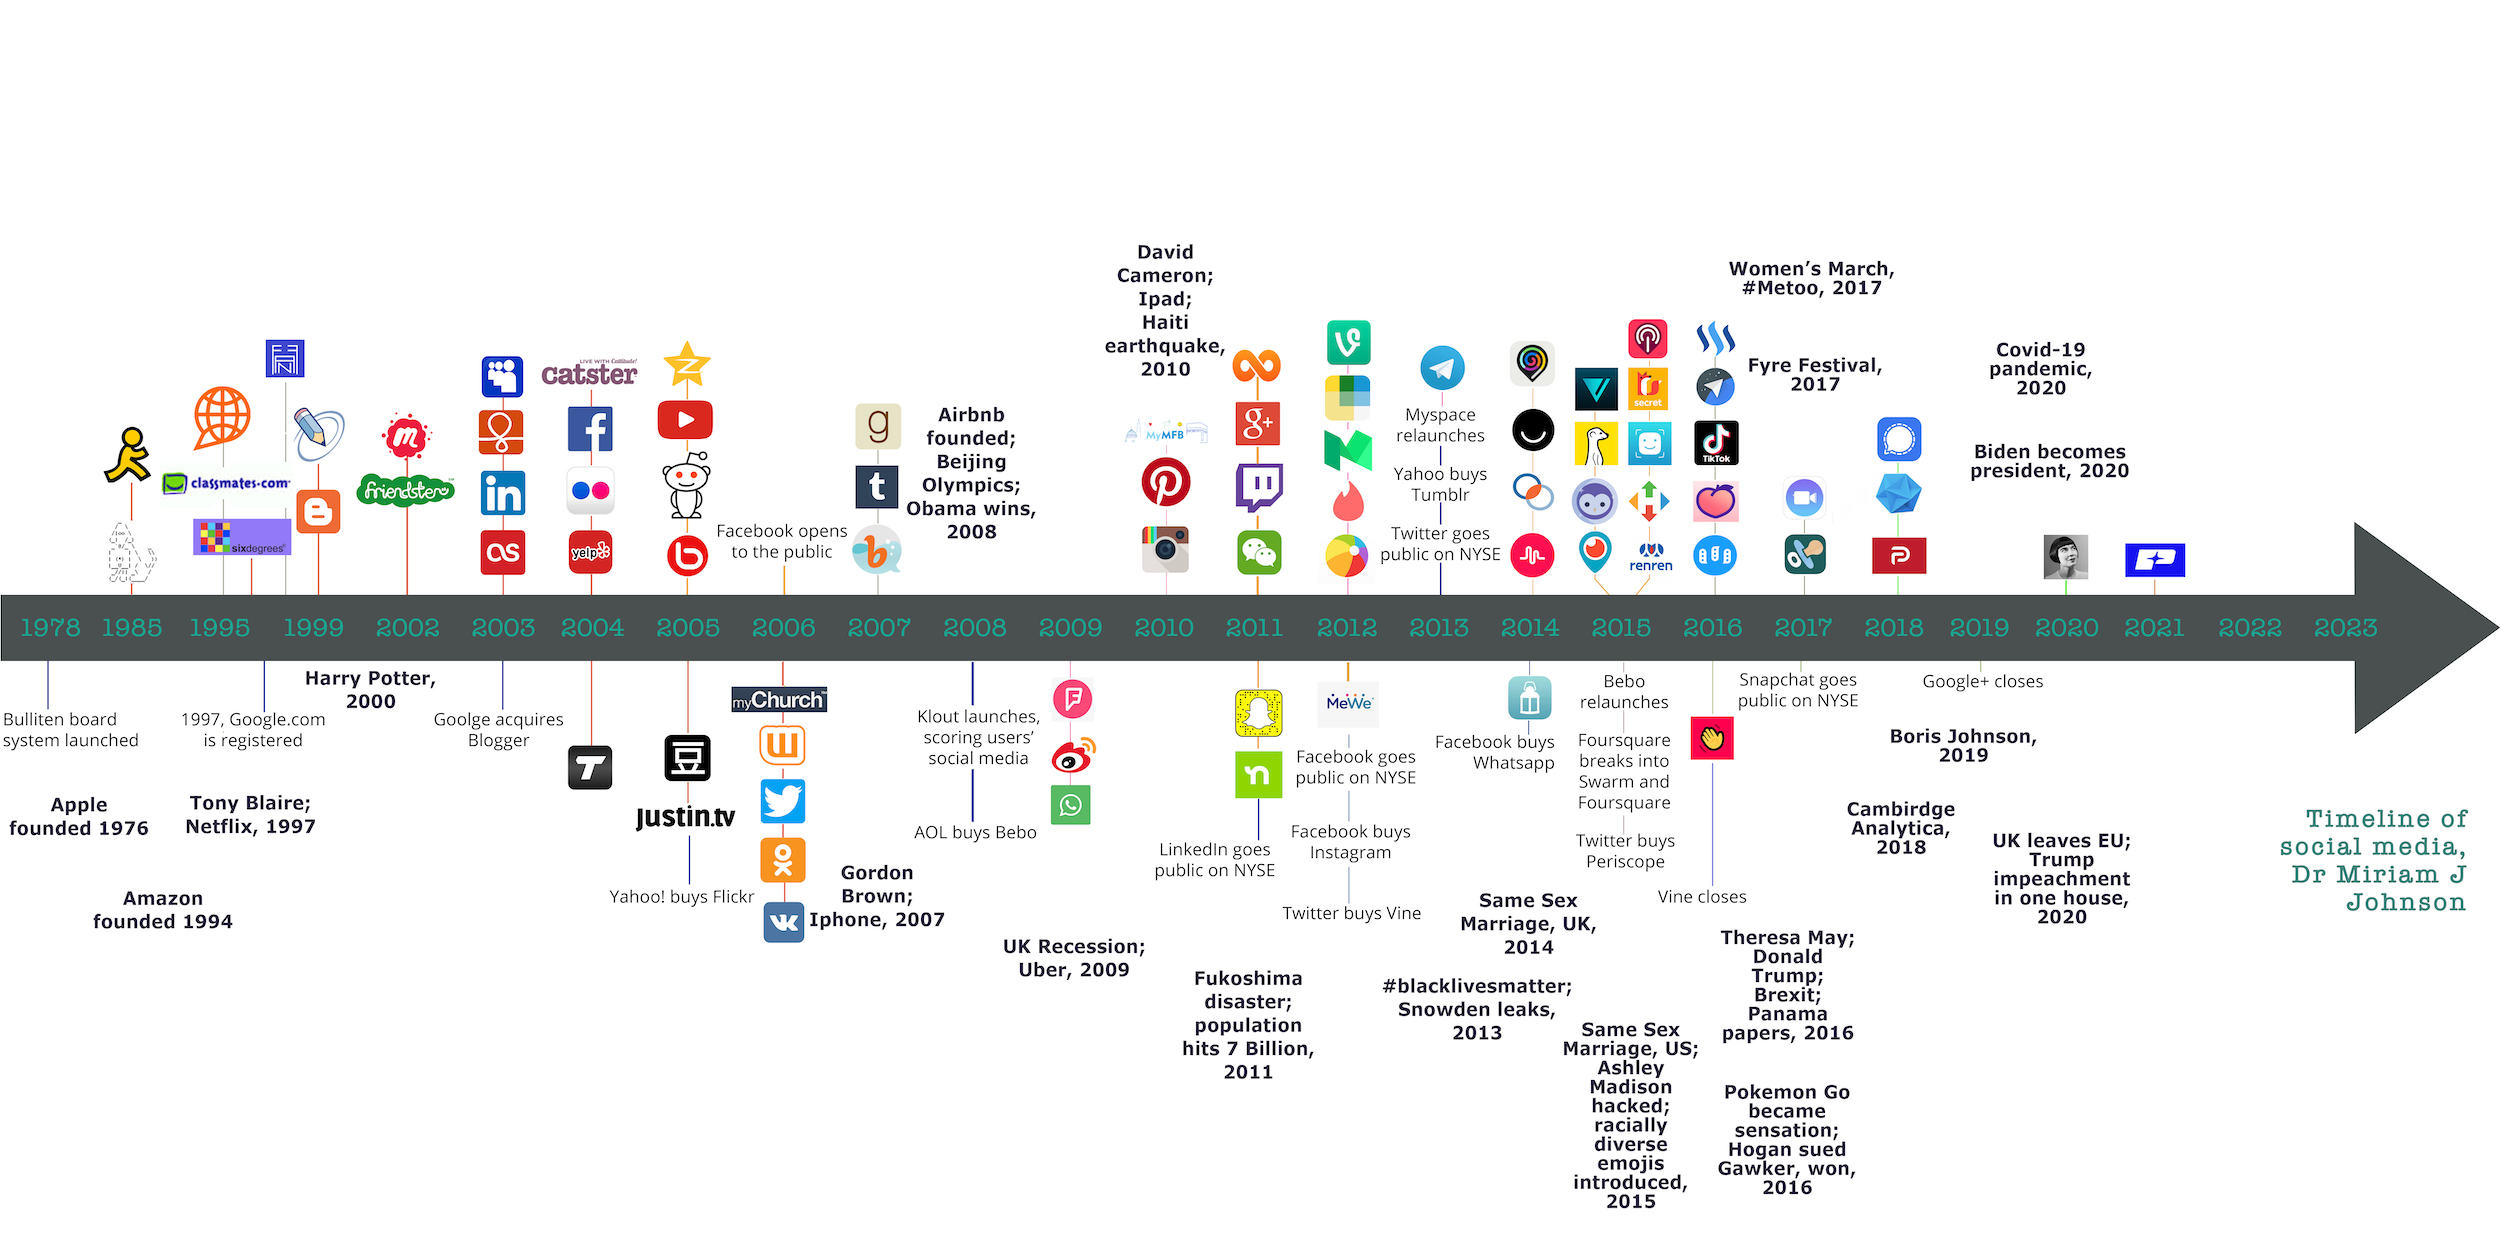 David
Cameron;
Ipad;
Haiti
earthquake,
2010
Women’s March,
#Metoo, 2017
Fyre Festival,
2017
Covid-19
pandemic,
2020
Biden becomes
president, 2020
LIVE WITH Cattitude!
catster
classmates.com
sixdegrees
friendster
in
as
yelp
g
t
b
Airbnb
founded;
Beijing
Olympics;
Obama wins,
2008
Facebook opens
to the public
MyMFB
g+
Myspace
relaunches
Yahoo buys
Tumblr
Twitter goes
public on NYSE
secret
renren
TikTok
1978 1985 1995 1999 2002 2003 2004 2005 2006 2007 2008 2009 2010 2011 2012 2013 2014 2015 2016 2017 2018 2019 2020 2021 2022 2023
Bulliten board
system launched
1997, Google.com
is registered
Harry Potter,
2000
Goolge acquires
Blogger
T
Justin.tv
Yahoo! buys Flickr
myChurch
Klout launches,
scoring users’
social media
AOL buys Bebo
LinkedIn goes
public on NYSE
MeWe
Facebook goes
public on NYSE
Facebook buys
Instagram
Twitter buys Vine
Facebook buys
Whatsapp
Bebo
relaunches
Foursquare
breaks into
Swarm and
Foursquare
Twitter buys
Periscope
Vine closes
Snapchat goes
public on NYSE
Google+ closes
Apple
founded 1976
Tony Blaire;
Netflix, 1997
Amazon
founded 1994
Gordon
Brown;
Iphone, 2007
UK Recession;
Uber, 2009
Fukoshima
disaster;
population
hits 7 Billion,
2011
Same Sex
Marriage, UK,
2014
#blacklivesmatter;
Snowden leaks,
2013
Same Sex
Marriage, US;
Ashley
Madison
hacked;
racially
diverse
emojis
introduced,
2015
Theresa May;
Donald
Trump;
Brexit;
Panama
papers, 2016
Pokemon Go
became
sensation;
Hogan sued
Gawker, won,
2016
Boris Johnson,
2019
Cambirdge
Analytica,
2018
UK leaves EU;
Trump
impeachment
in one house,
2020
Timeline of
social media,
Dr Miriam J
Johnson